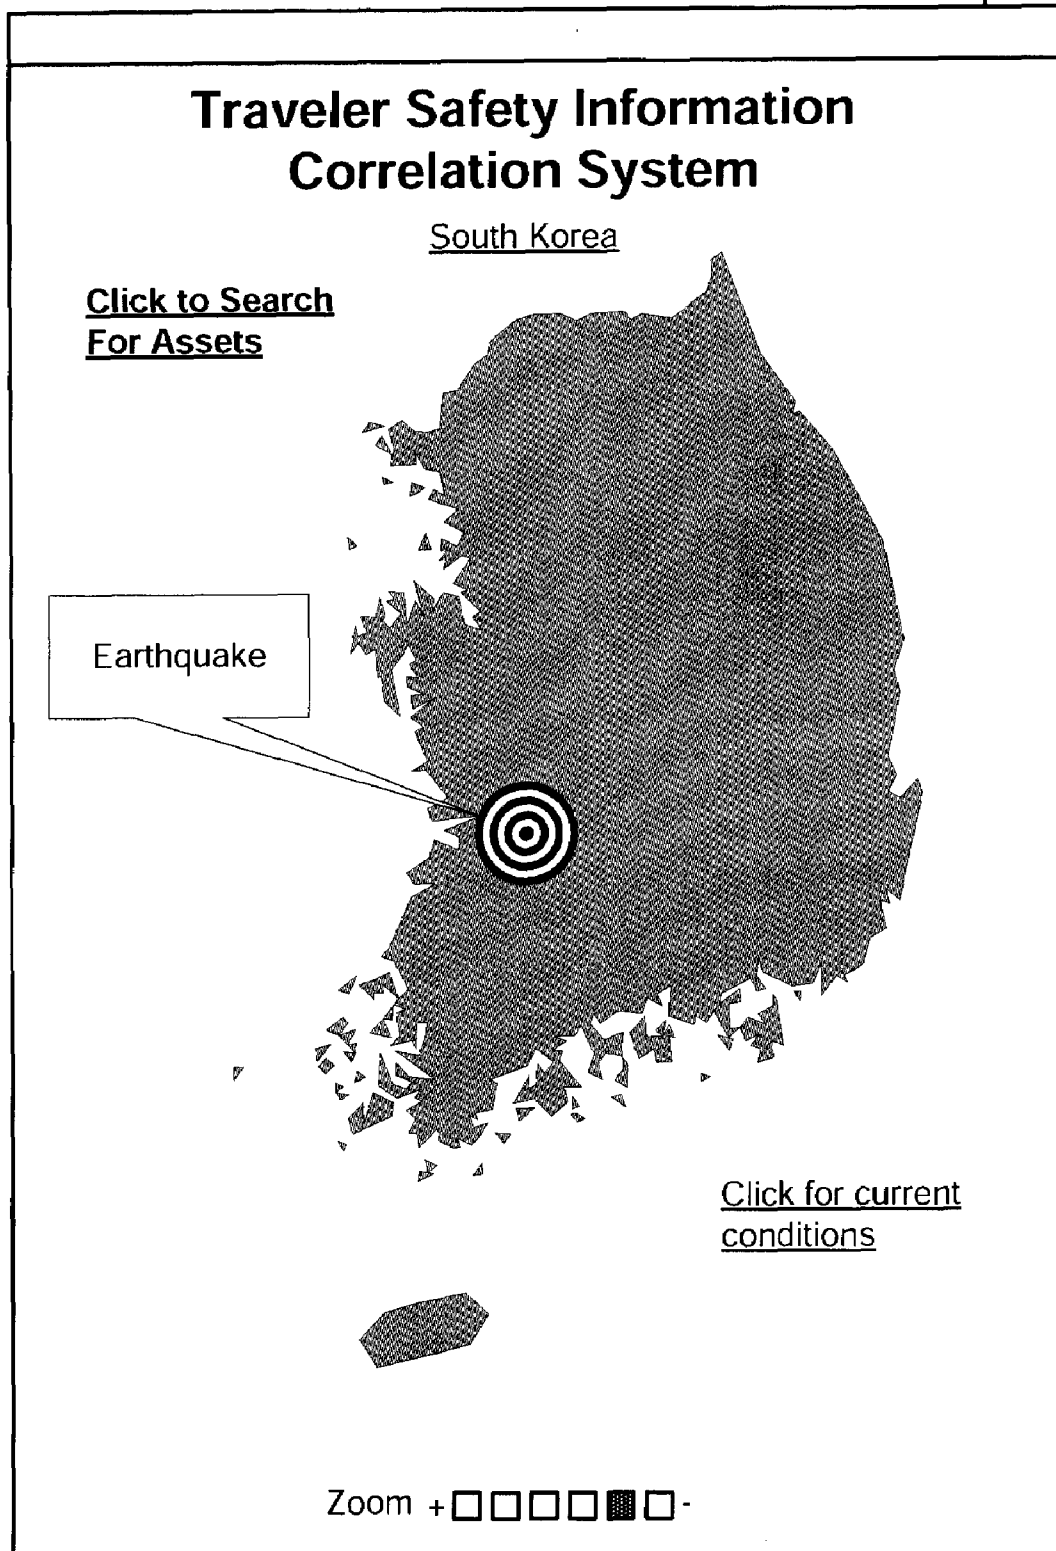 Traveler Safety Information
Correlation System
South Korea
Click to Search
For Assets
Earthquake
Click for current
conditions
Zoom + -